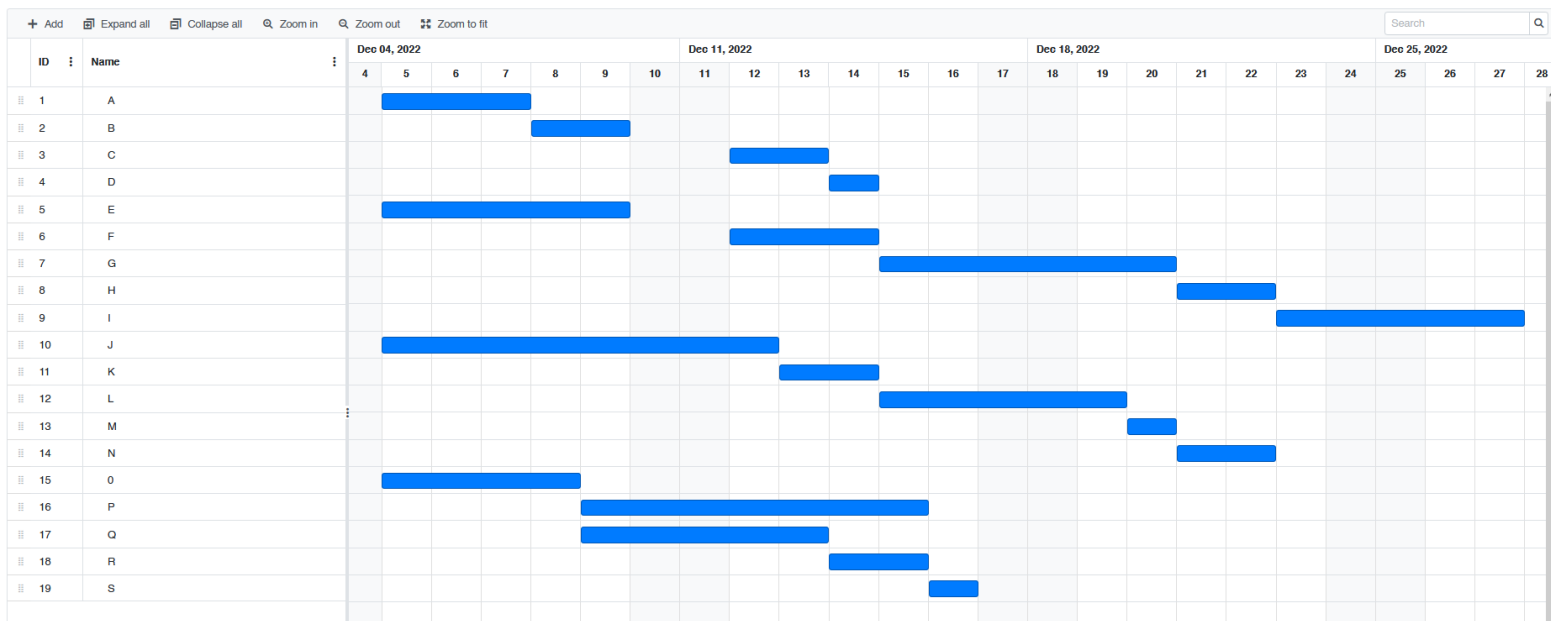 Add Expand all Collapse all Zoom in Zoom out Zoom to fit Search
Dec 04, 2022 Dec 11, 2022 Dec 18, 2022 Dec 25, 2022
ID Name
4 5 6 7 8 9 10 11 12 13 14 15 16 17 18 19 20 21 22 23 24 25 26 27 28
1 A
2 B
3 C
4 D
5 E
6 F
7 G
8 H
9 I
10 J
11 K
12 L
13 M
14 N
15 0
16 P
17 Q
18 R
19 S